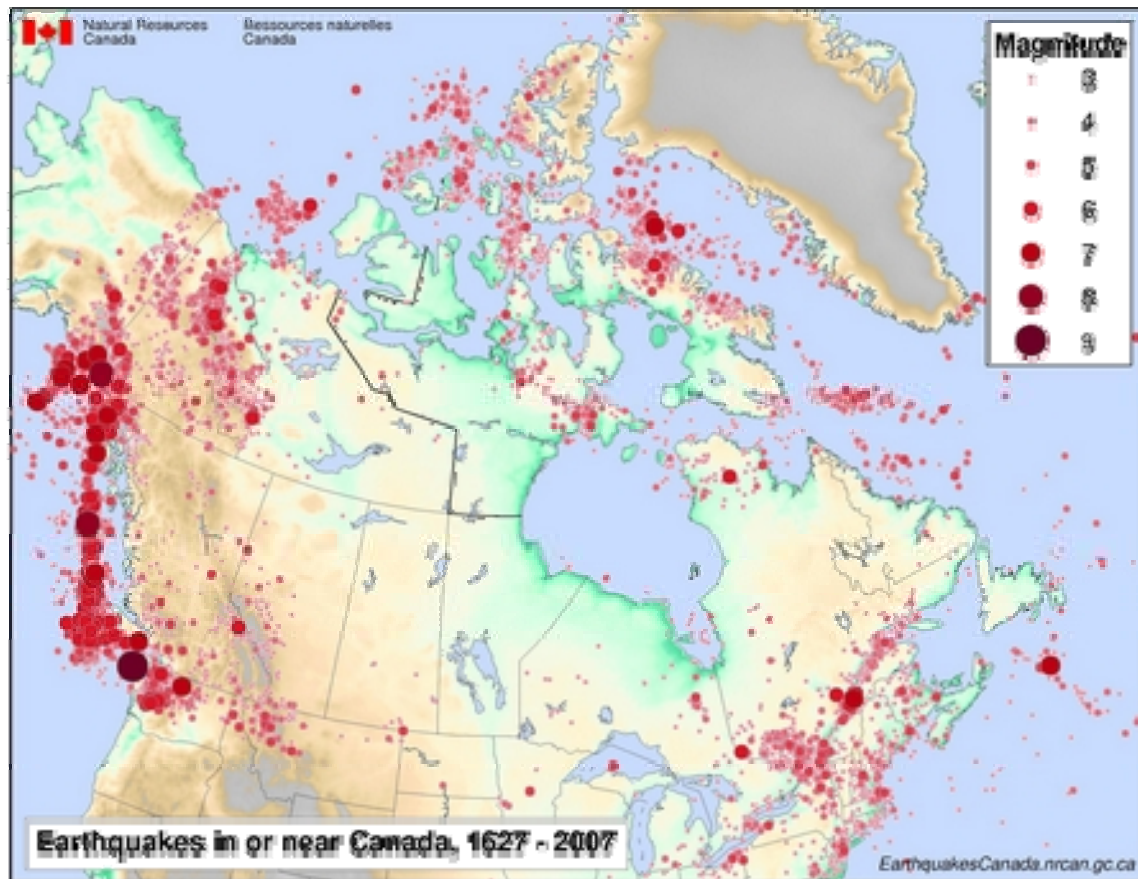 Natural Resources Canada
Ressources naturelles Canada
Magnitude
3
4
5
6
7
8
9
Earthquakes in or near Canada, 1627 - 2007
EarthquakesCanada.nrcan.gc.ca